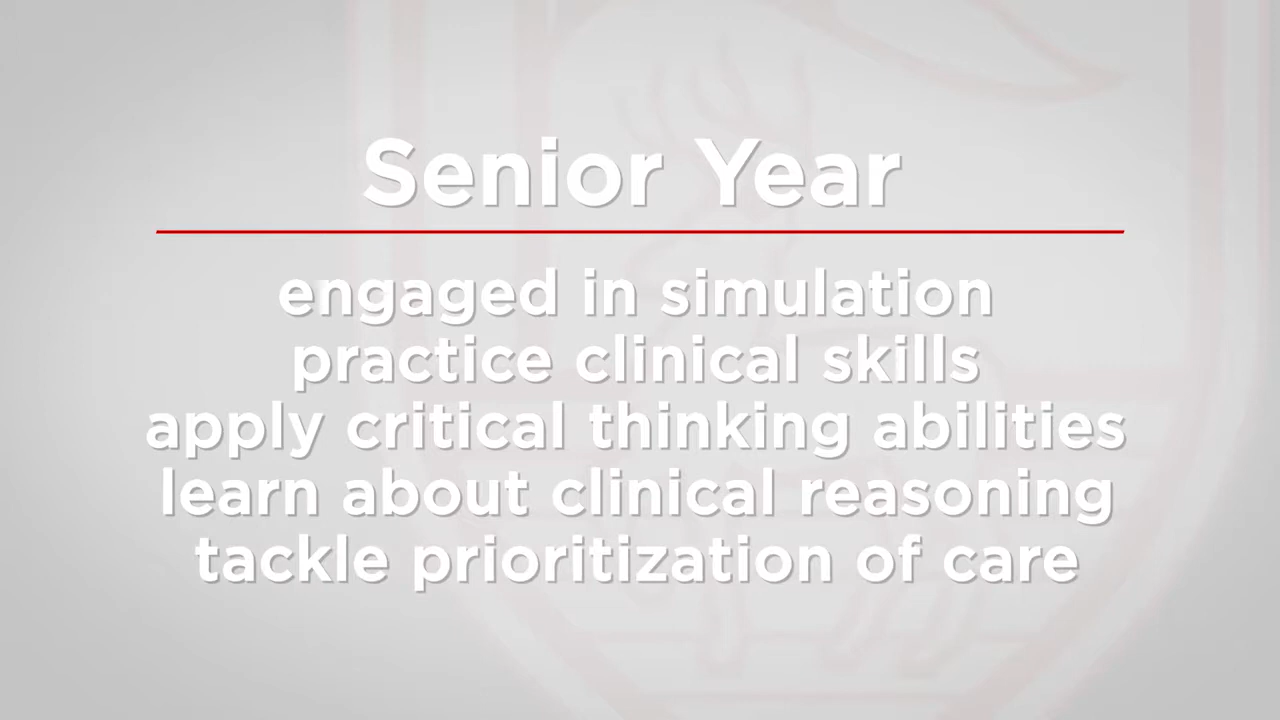 Senior Year
engaged in simulation
practice clinical skills
apply critical thinking abilities
learn about clinical reasoning
tackle prioritization of care